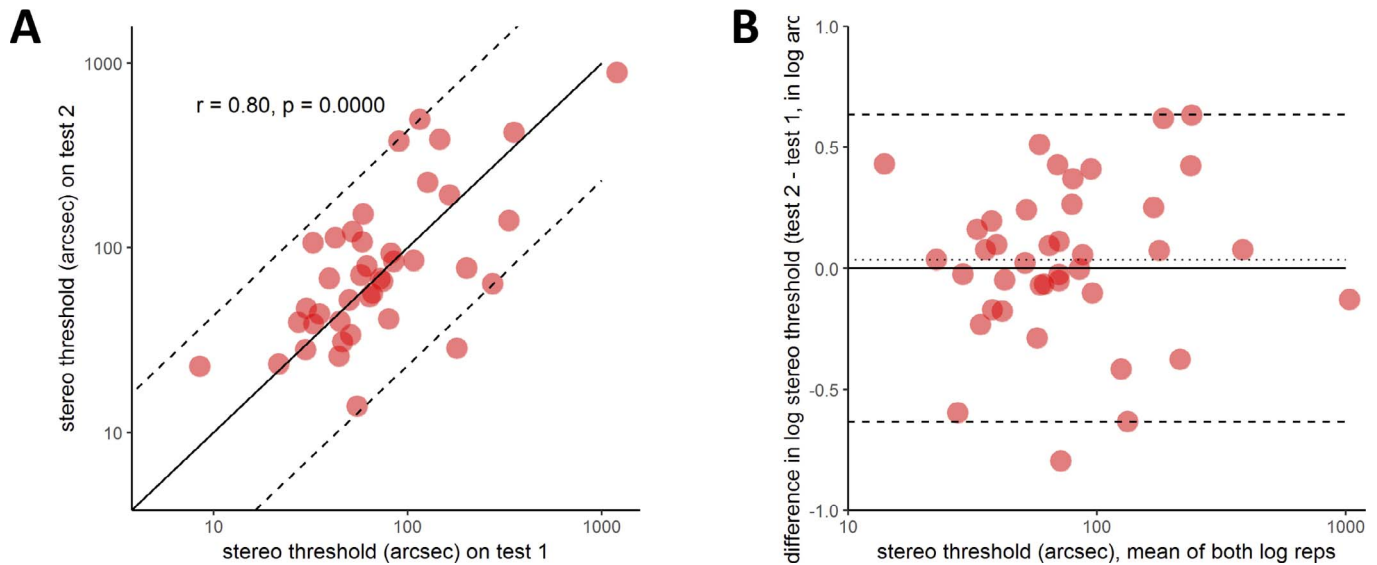 A
stereo threshold (arcsec) on test 2
1000
100
10
r = 0.80, p = 0.0000
10 100 1000
stereo threshold (arcsec) on test 1
B
difference in log stereo threshold (test 2 - test 1, in log arc
1.0
0.5
0.0
-0.5
-1.0
10 100 1000
stereo threshold (arcsec), mean of both log reps